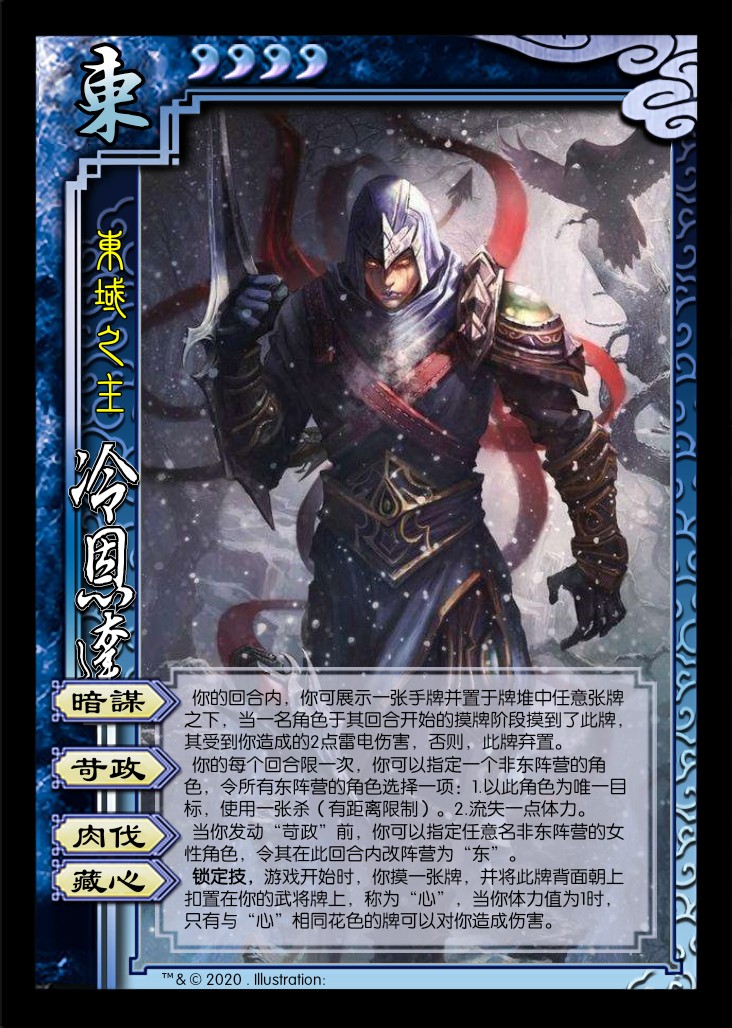 東
東域之主
冷恩達
暗謀
你的回合内，你可展示一张手牌并置于牌堆中任意张牌
之下，当一名角色于其回合开始的摸牌阶段摸到了此牌，
其受到你造成的2点雷电伤害，否则，此牌弃置。
苛政
你的每个回合限一次，你可以指定一个非东阵营的角
色，令所有东阵营的角色选择一项：1.以此角色为唯一目
标，使用一张杀（有距离限制）。2.流失一点体力。
肉伐
当你发动“苛政”前，你可以指定任意名非东阵营的女
性角色，令其在此回合内改阵营为“东”。
藏心
锁定技，游戏开始时，你摸一张牌，并将此牌背面朝上
扣置在你的武将牌上，称为“心”，当你体力值为1时，
只有与“心”相同花色的牌可以对你造成伤害。
™& © 2020 . Illustration: